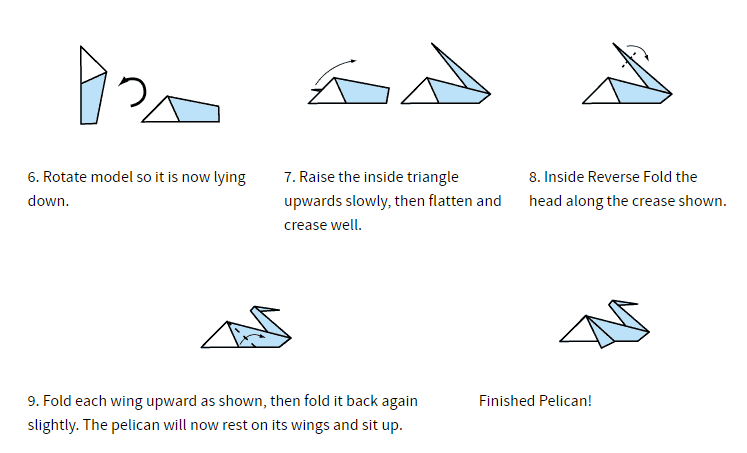 6. Rotate model so it is now lying
down.
7. Raise the inside triangle
upwards slowly, then flatten and
crease well.
8. Inside Reverse Fold the
head along the crease shown.
9. Fold each wing upward as shown, then fold it back again
slightly. The pelican will now rest on its wings and sit up.
Finished Pelican!